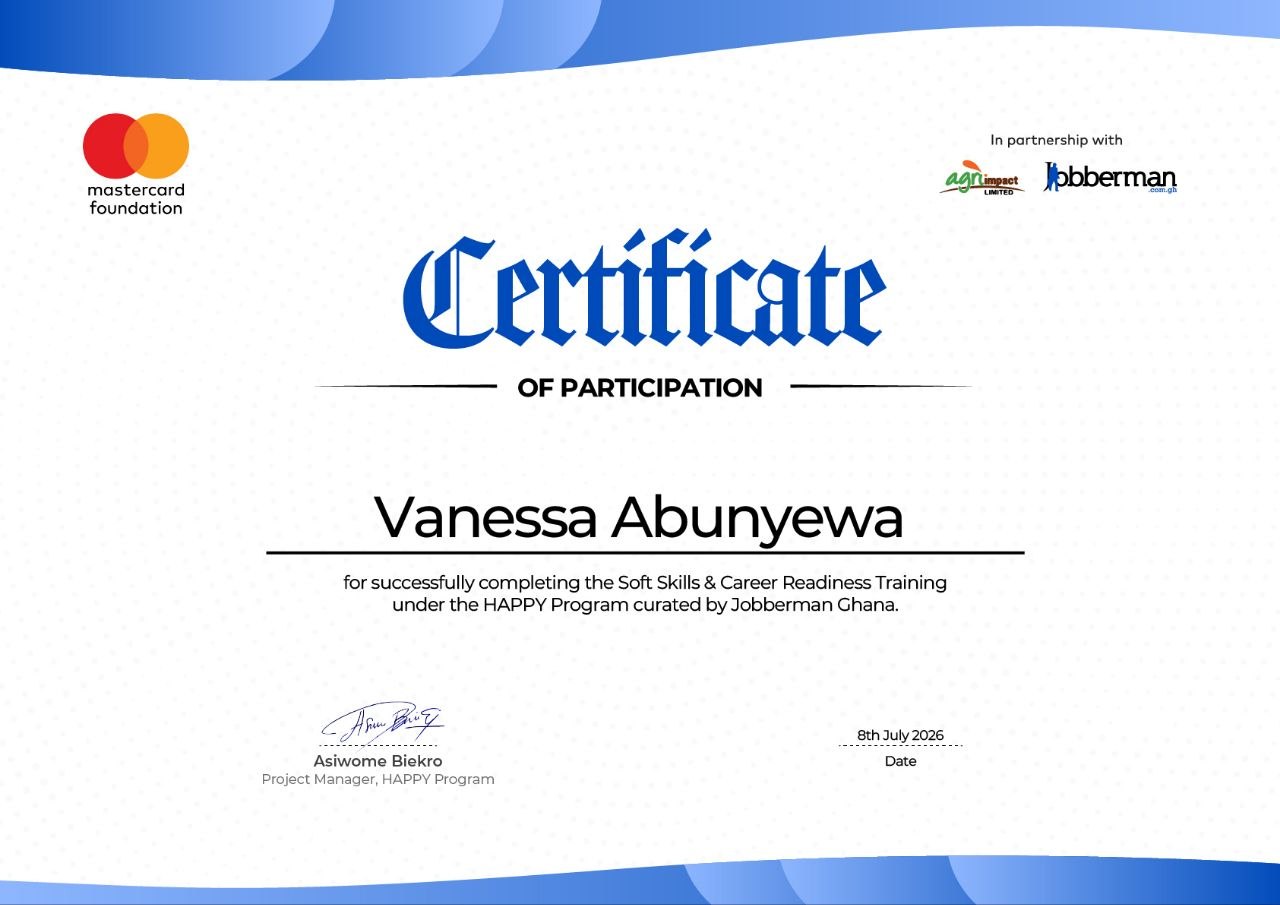 mastercard
foundation
In partnership with
agriimpact
LIMITED
Jobberman
.com.gh
Certificate
OF PARTICIPATION
Vanessa Abunyewa
for successfully completing the Soft Skills & Career Readiness Training
under the HAPPY Program curated by Jobberman Ghana.
Asiwome Biekro
Project Manager, HAPPY Program
8th July 2026
Date